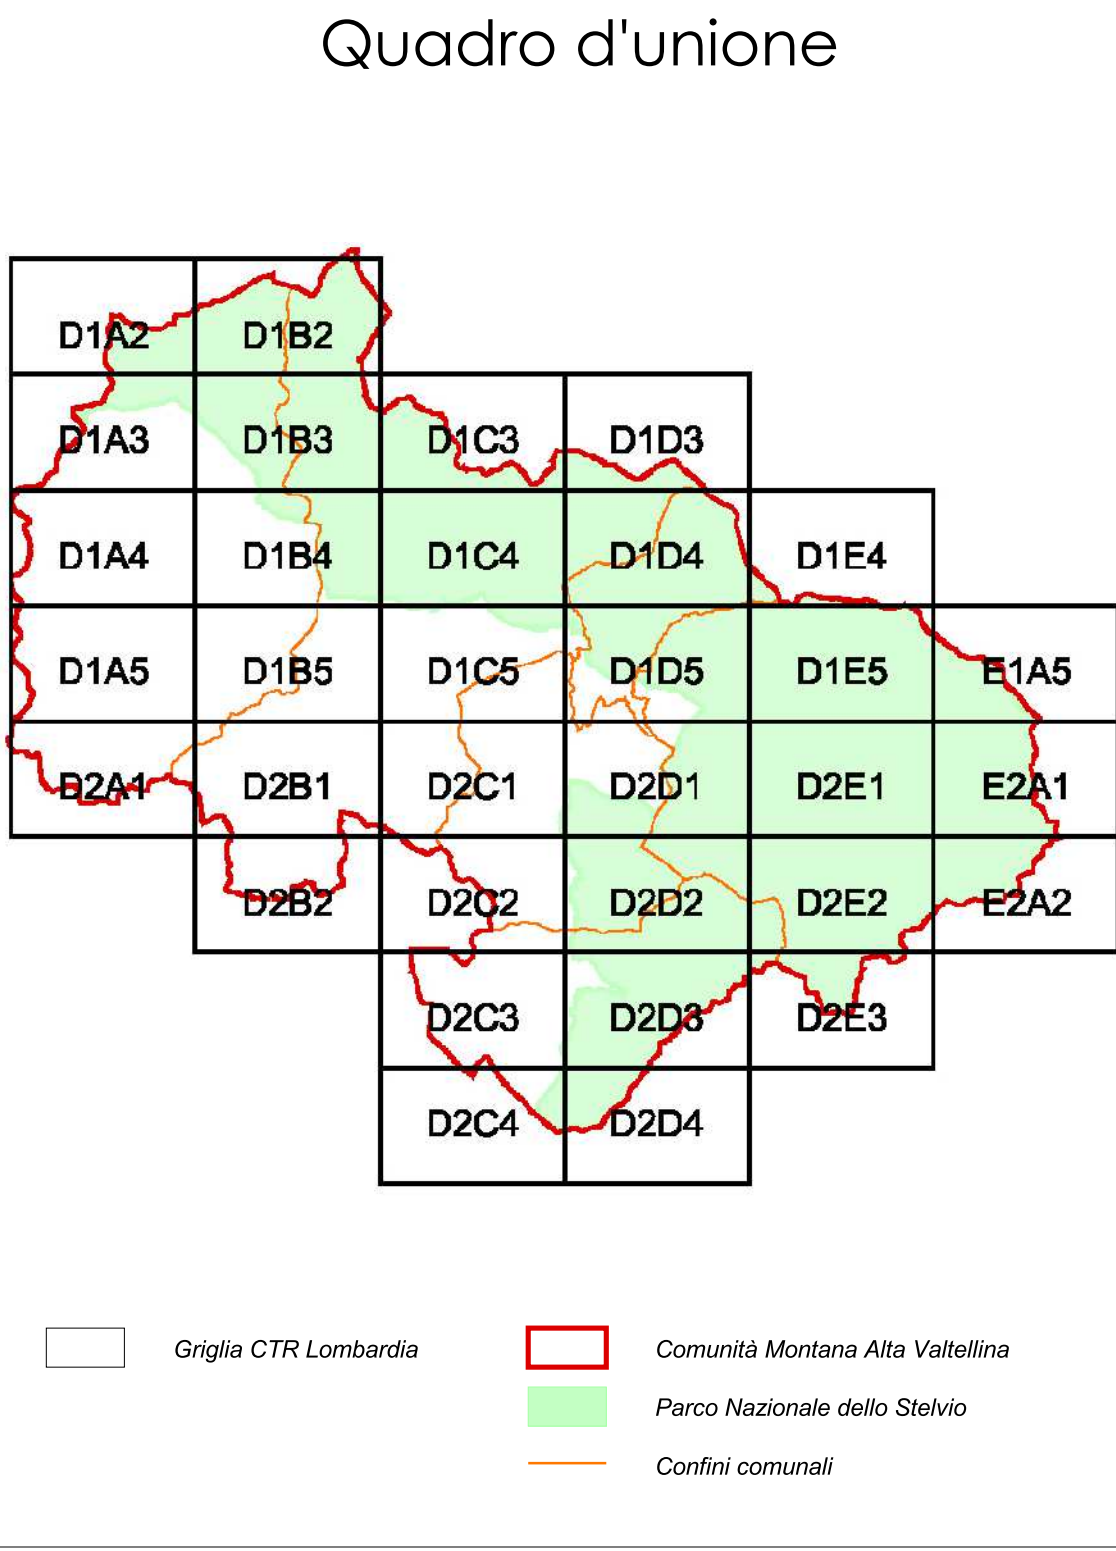 Quadro d'unione
D1A2 D1B2
D1A3 D1B3 D1C3 D1D3
D1A4 D1B4 D1C4 D1D4 D1E4
D1A5 D1B5 D1C5 D1D5 D1E5 E1A5
D2A1 D2B1 D2C1 D2D1 D2E1 E2A1
D2B2 D2C2 D2D2 D2E2 E2A2
D2C3 D2D3 D2E3
D2C4 D2D4
Griglia CTR Lombardia
Comunità Montana Alta Valtellina
Parco Nazionale dello Stelvio
Confini comunali